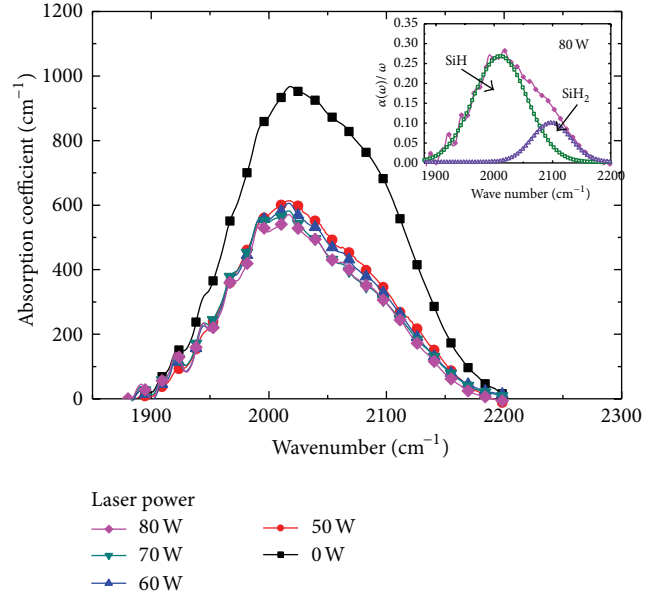 Absorption coefficient (cm⁻¹)
1200
1000
800
600
400
200
0
1900
2000
2100
2200
2300
Wavenumber (cm⁻¹)
α(ω)/ω
0.40
0.35
0.30
0.25
0.20
0.15
0.10
0.05
0.00
80 W
SiH
SiH₂
1900
2000
2100
2200
Wave number (cm⁻¹)
Laser power
80 W
70 W
60 W
50 W
0 W